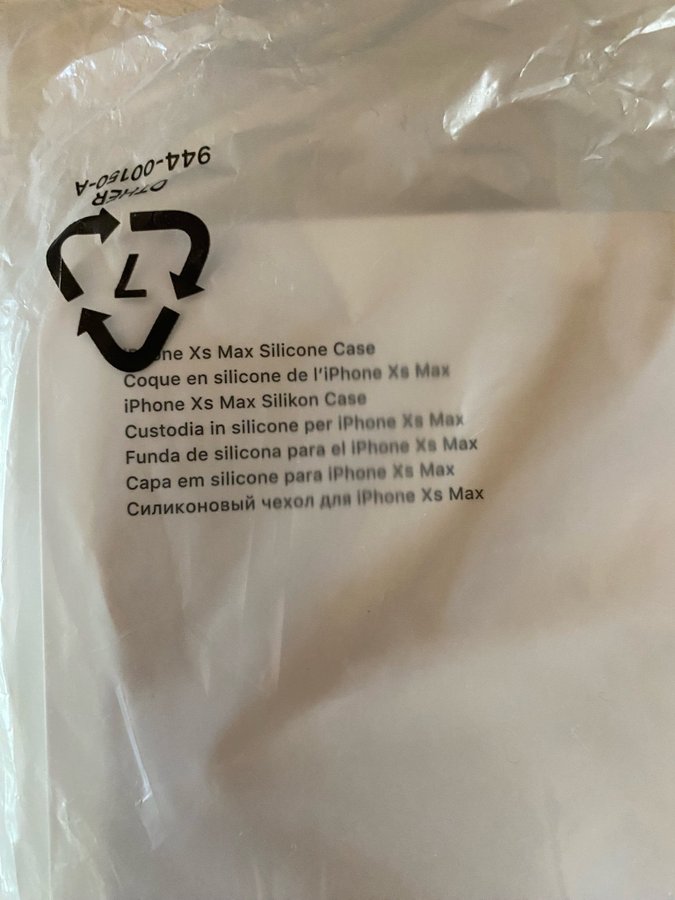 944-00150-A
OTHER
7
iPhone Xs Max Silicone Case
Coque en silicone de l’iPhone Xs Max
iPhone Xs Max Silikon Case
Custodia in silicone per iPhone Xs Max
Funda de silicona para el iPhone Xs Max
Capa em silicone para iPhone Xs Max
Силиконовый чехол для iPhone Xs Max